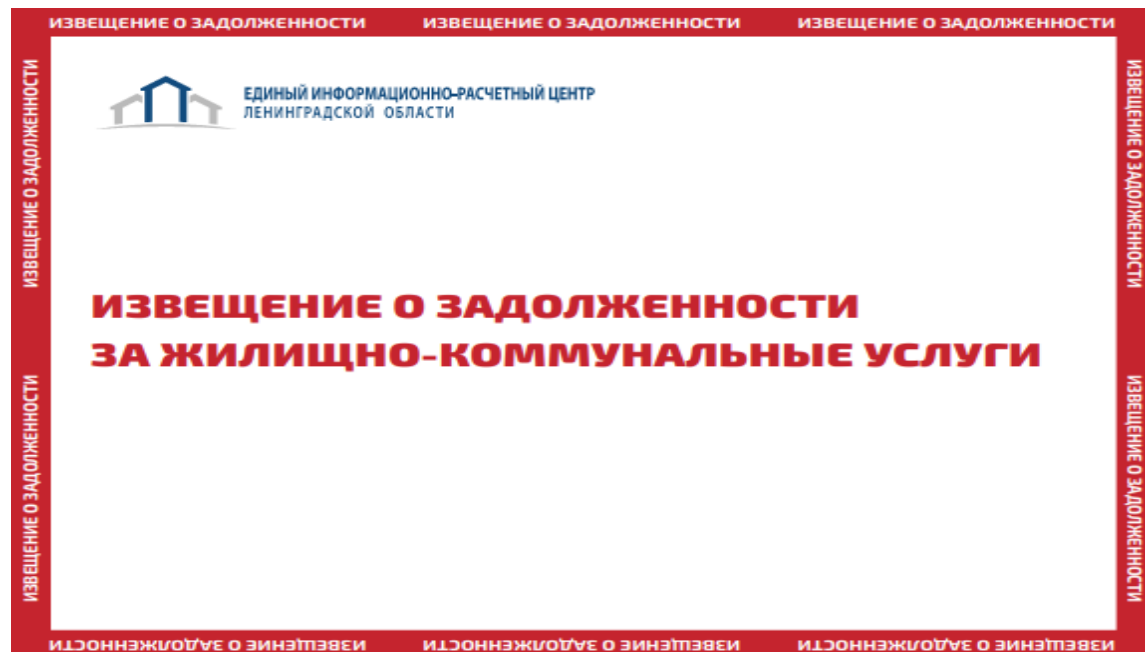 ИЗВЕЩЕНИЕ О ЗАДОЛЖЕННОСТИ ИЗВЕЩЕНИЕ О ЗАДОЛЖЕННОСТИ ИЗВЕЩЕНИЕ О ЗАДОЛЖЕННОСТИ
ИЗВЕЩЕНИЕ О ЗАДОЛЖЕННОСТИ
ИЗВЕЩЕНИЕ О ЗАДОЛЖЕННОСТИ
ЕДИНЫЙ ИНФОРМАЦИОННО-РАСЧЕТНЫЙ ЦЕНТР
ЛЕНИНГРАДСКОЙ ОБЛАСТИ
ИЗВЕЩЕНИЕ О ЗАДОЛЖЕННОСТИ
ЗА ЖИЛИЩНО-КОММУНАЛЬНЫЕ УСЛУГИ
ИЗВЕЩЕНИЕ О ЗАДОЛЖЕННОСТИ
ИЗВЕЩЕНИЕ О ЗАДОЛЖЕННОСТИ
ИЗВЕЩЕНИЕ О ЗАДОЛЖЕННОСТИ ИЗВЕЩЕНИЕ О ЗАДОЛЖЕННОСТИ ИЗВЕЩЕНИЕ О ЗАДОЛЖЕННОСТИ